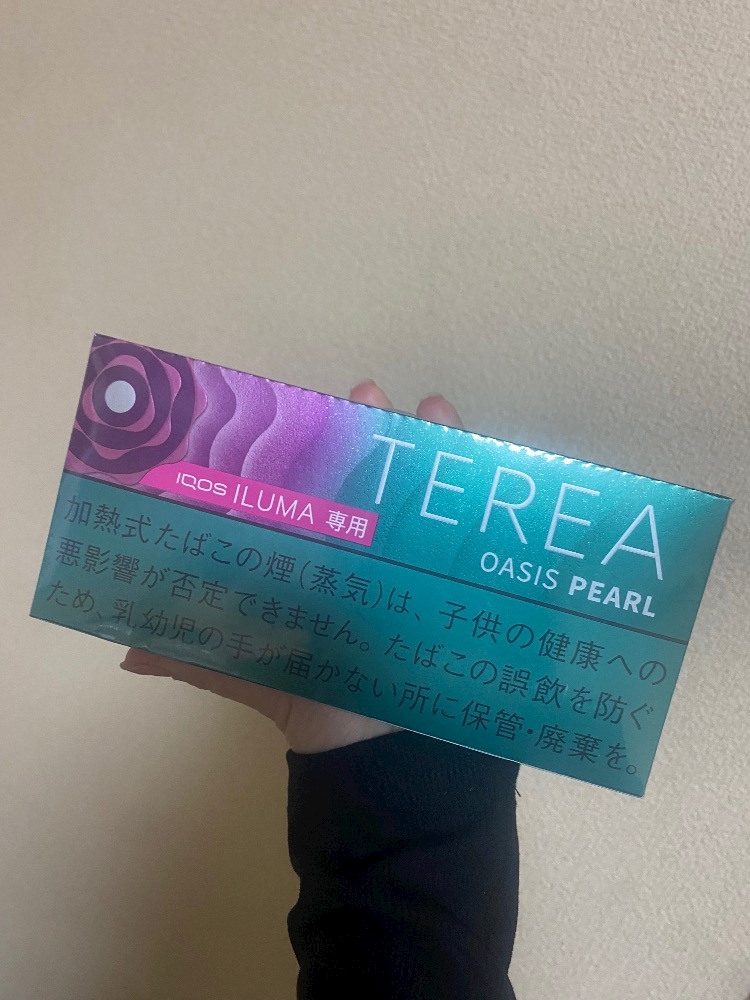 TEREA
OASIS PEARL
IQOS ILUMA 専用
加熱式たばこの煙(蒸気)は、子供の健康への
悪影響が否定できません。たばこの誤飲を防ぐ
ため、乳幼児の手が届かない所に保管・廃棄を。